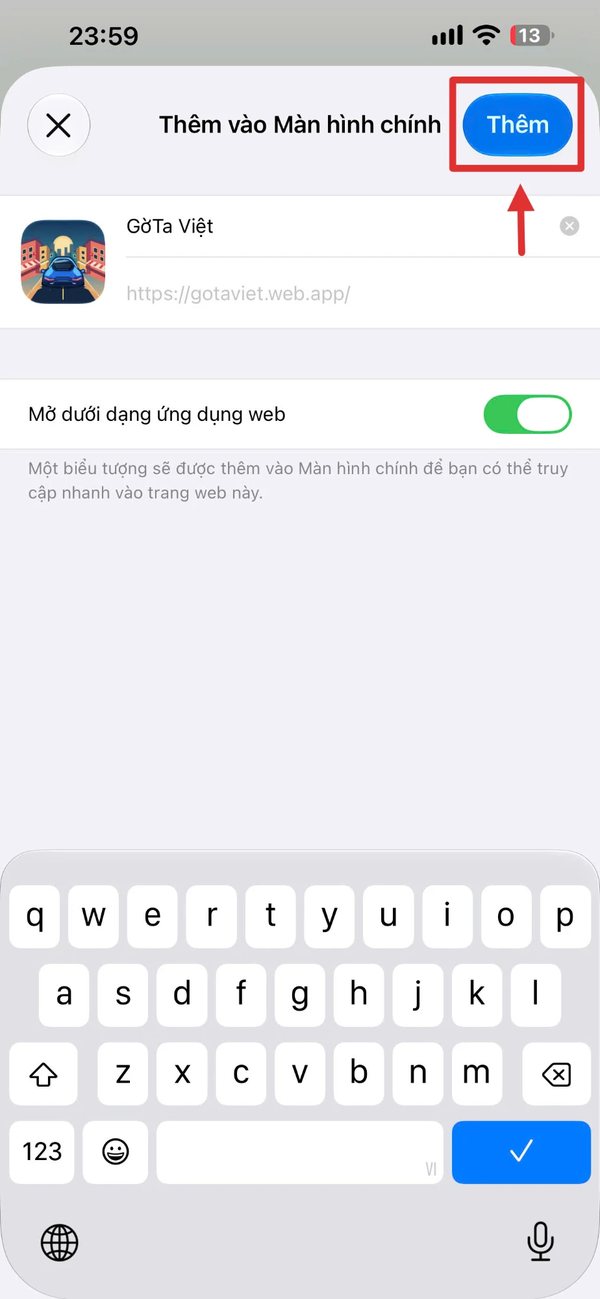 23:59
13
Thêm vào Màn hình chính
Thêm
GờTa Việt
https://gotaviet.web.app/
Mở dưới dạng ứng dụng web
Một biểu tượng sẽ được thêm vào Màn hình chính để bạn có thể truy
cập nhanh vào trang web này.
q w e r t y u i o p
a s d f g h j k l
z x c v b n m
123
VI